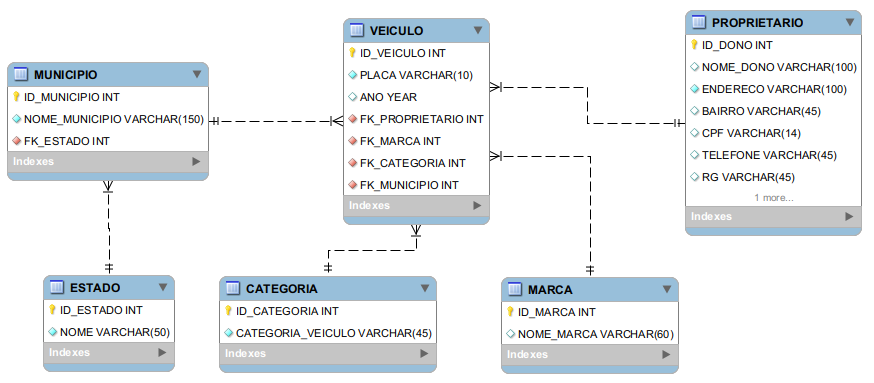 MUNICIPIO
ID_MUNICIPIO INT
NOME_MUNICIPIO VARCHAR(150)
FK_ESTADO INT
Indexes
VEICULO
ID_VEICULO INT
PLACA VARCHAR(10)
ANO YEAR
FK_PROPRIETARIO INT
FK_MARCA INT
FK_CATEGORIA INT
FK_MUNICIPIO INT
Indexes
PROPRIETARIO
ID_DONO INT
NOME_DONO VARCHAR(100)
ENDERECO VARCHAR(100)
BAIRRO VARCHAR(45)
CPF VARCHAR(14)
TELEFONE VARCHAR(45)
RG VARCHAR(45)
1 more...
Indexes
ESTADO
ID_ESTADO INT
NOME VARCHAR(50)
Indexes
CATEGORIA
ID_CATEGORIA INT
CATEGORIA_VEICULO VARCHAR(45)
Indexes
MARCA
ID_MARCA INT
NOME_MARCA VARCHAR(60)
Indexes